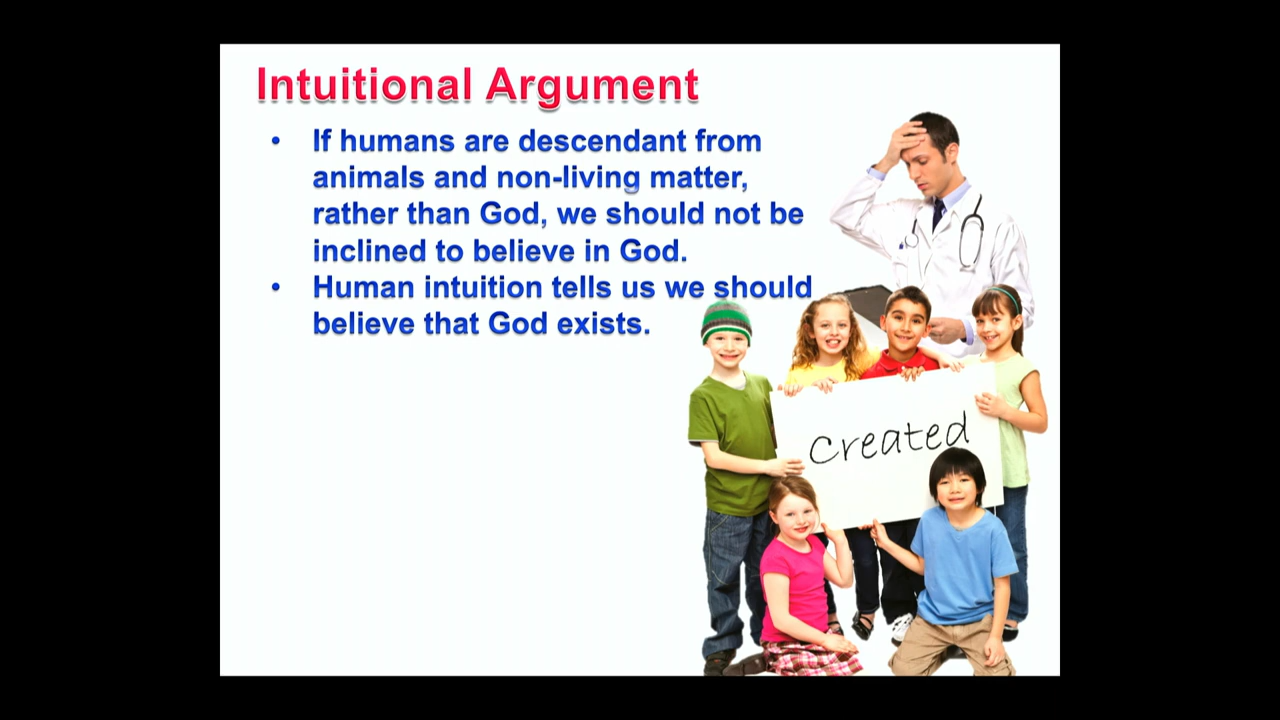 Intuitional Argument
• If humans are descendant from
animals and non-living matter,
rather than God, we should not be
inclined to believe in God.
• Human intuition tells us we should
believe that God exists.
Created